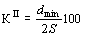 К^II = d_min / 2S 100